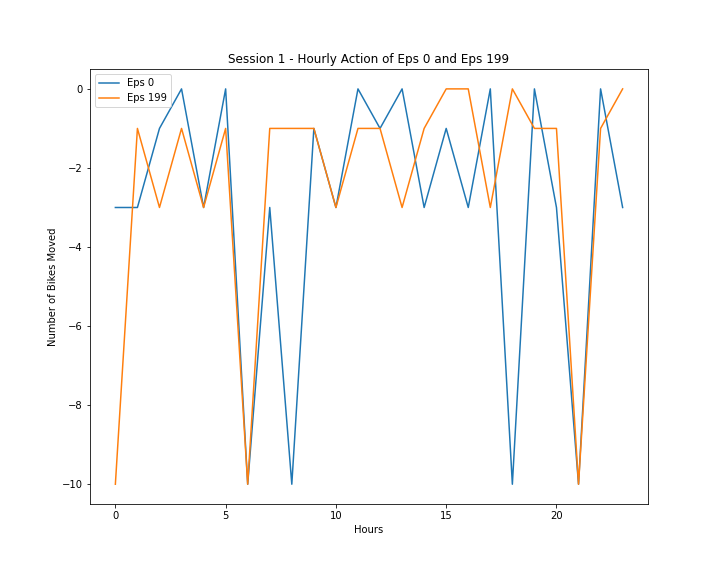 Session 1 - Hourly Action of Eps 0 and Eps 199
Eps 0
Eps 199
0
−2
−4
−6
−8
−10
Number of Bikes Moved
0
5
10
15
20
Hours